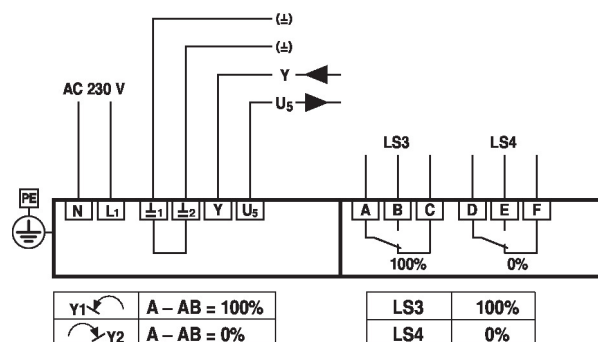 (⊥)
(⊥)
Y
U5
AC 230 V
LS3 LS4
PE
N L1 ⊥1 ⊥2 Y U5 A B C D E F
100% 0%
Y1 A – AB = 100%
Y2 A – AB = 0%
LS3 100%
LS4 0%